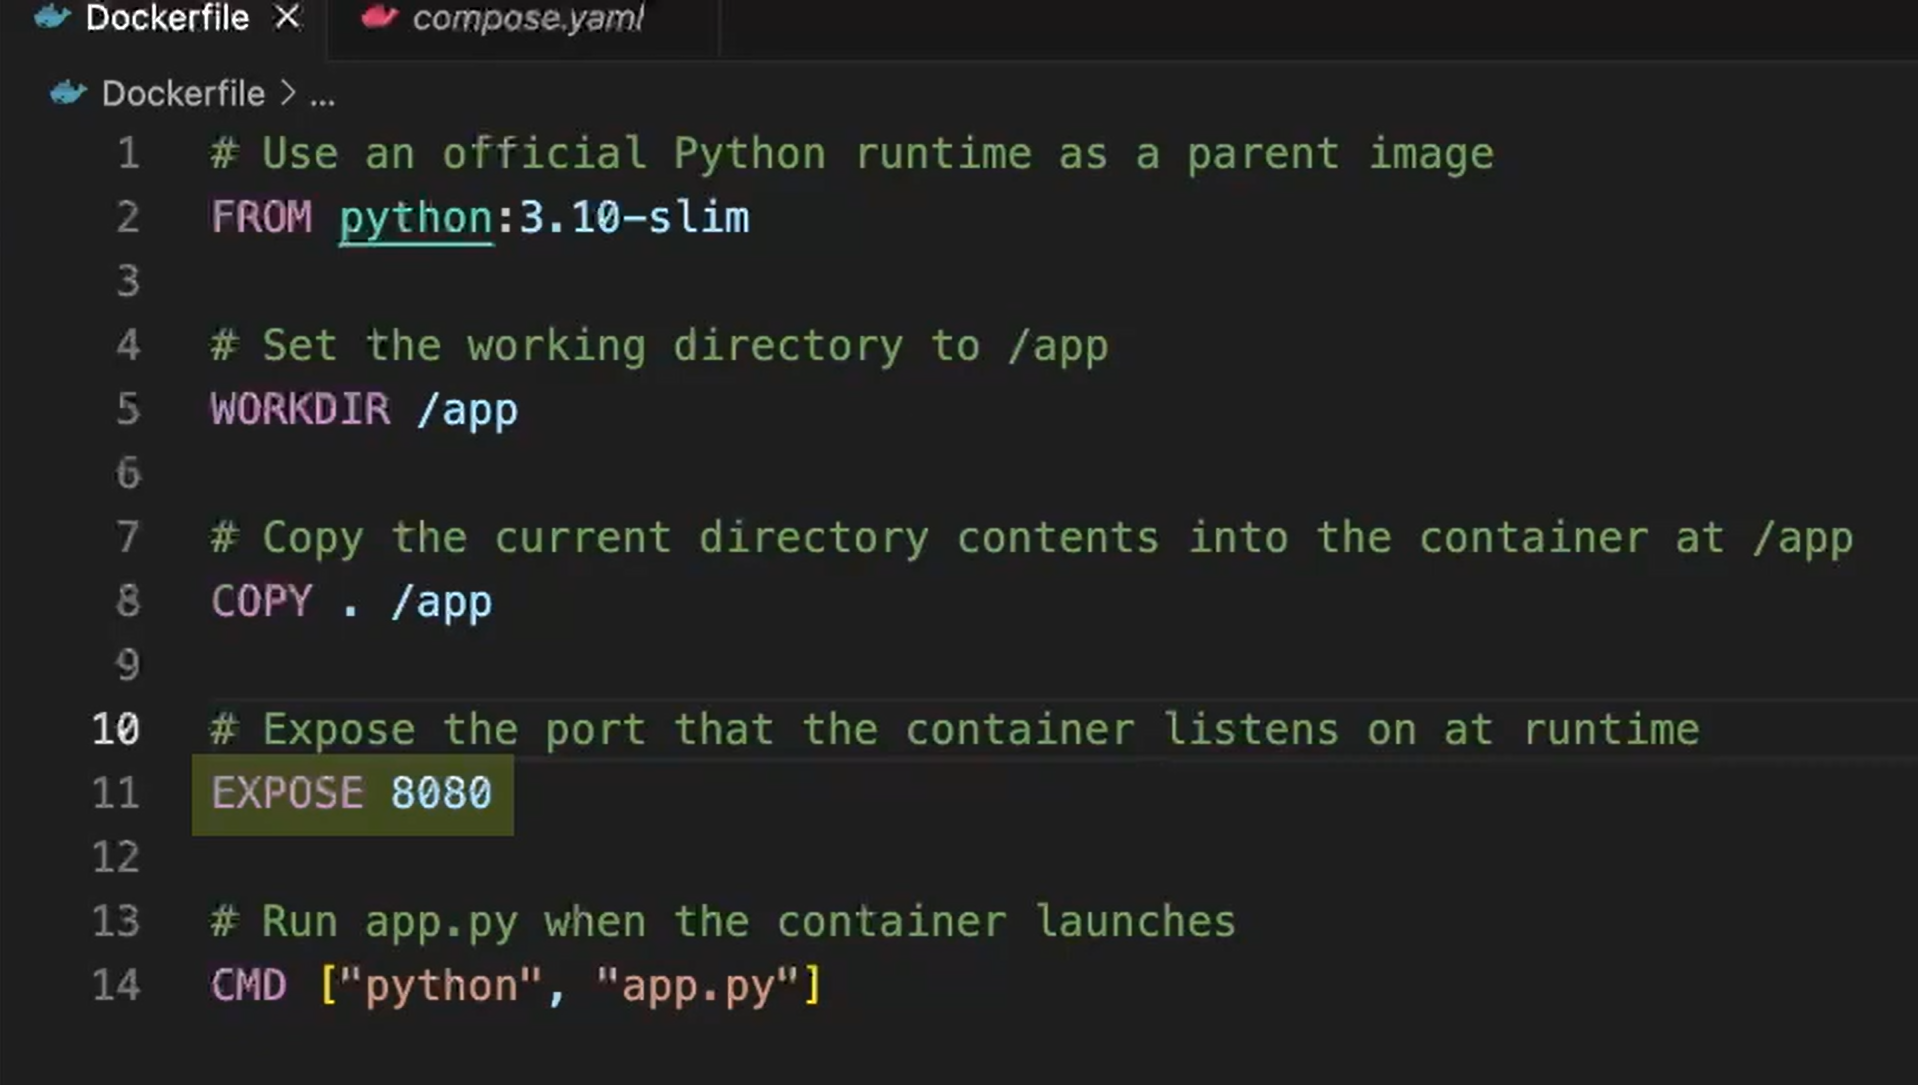 Dockerfile
compose.yaml
Dockerfile > ...
1 # Use an official Python runtime as a parent image
2 FROM python:3.10-slim
3
4 # Set the working directory to /app
5 WORKDIR /app
6
7 # Copy the current directory contents into the container at /app
8 COPY . /app
9
10 # Expose the port that the container listens on at runtime
11 EXPOSE 8080
12
13 # Run app.py when the container launches
14 CMD ["python", "app.py"]